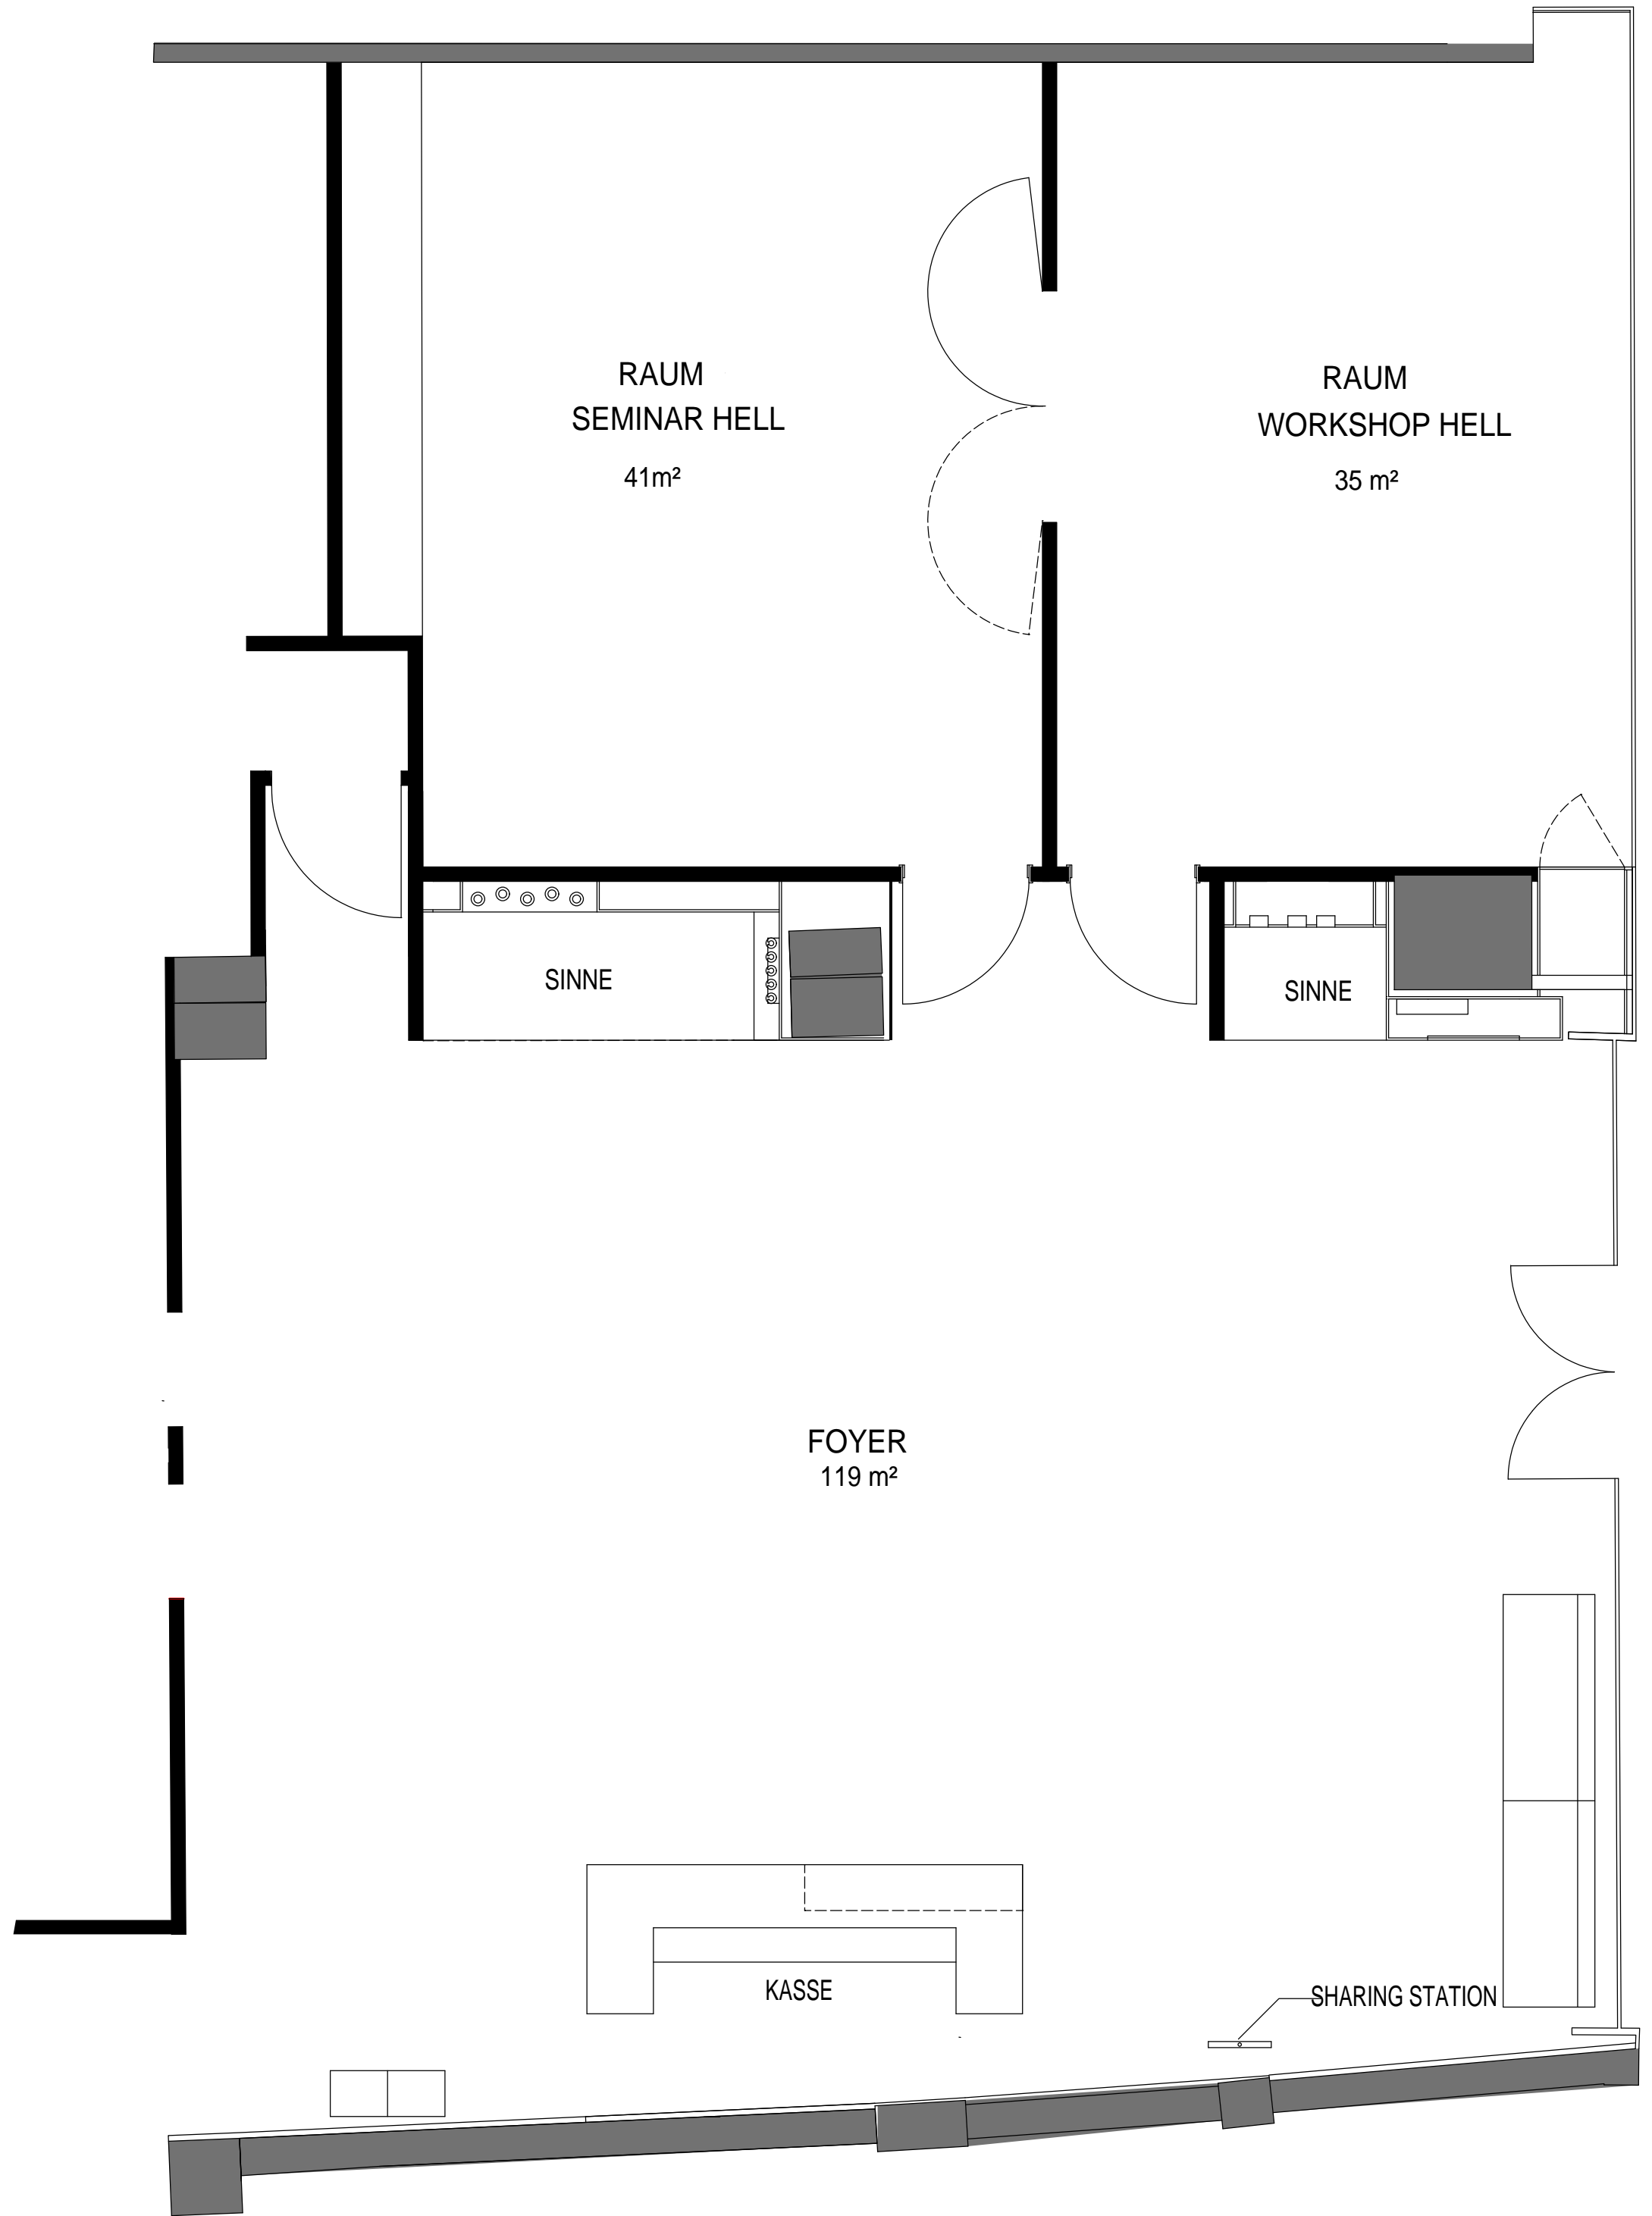 RAUM
SEMINAR HELL
41m²
RAUM
WORKSHOP HELL
35 m²
SINNE
SINNE
FOYER
119 m²
KASSE
SHARING STATION